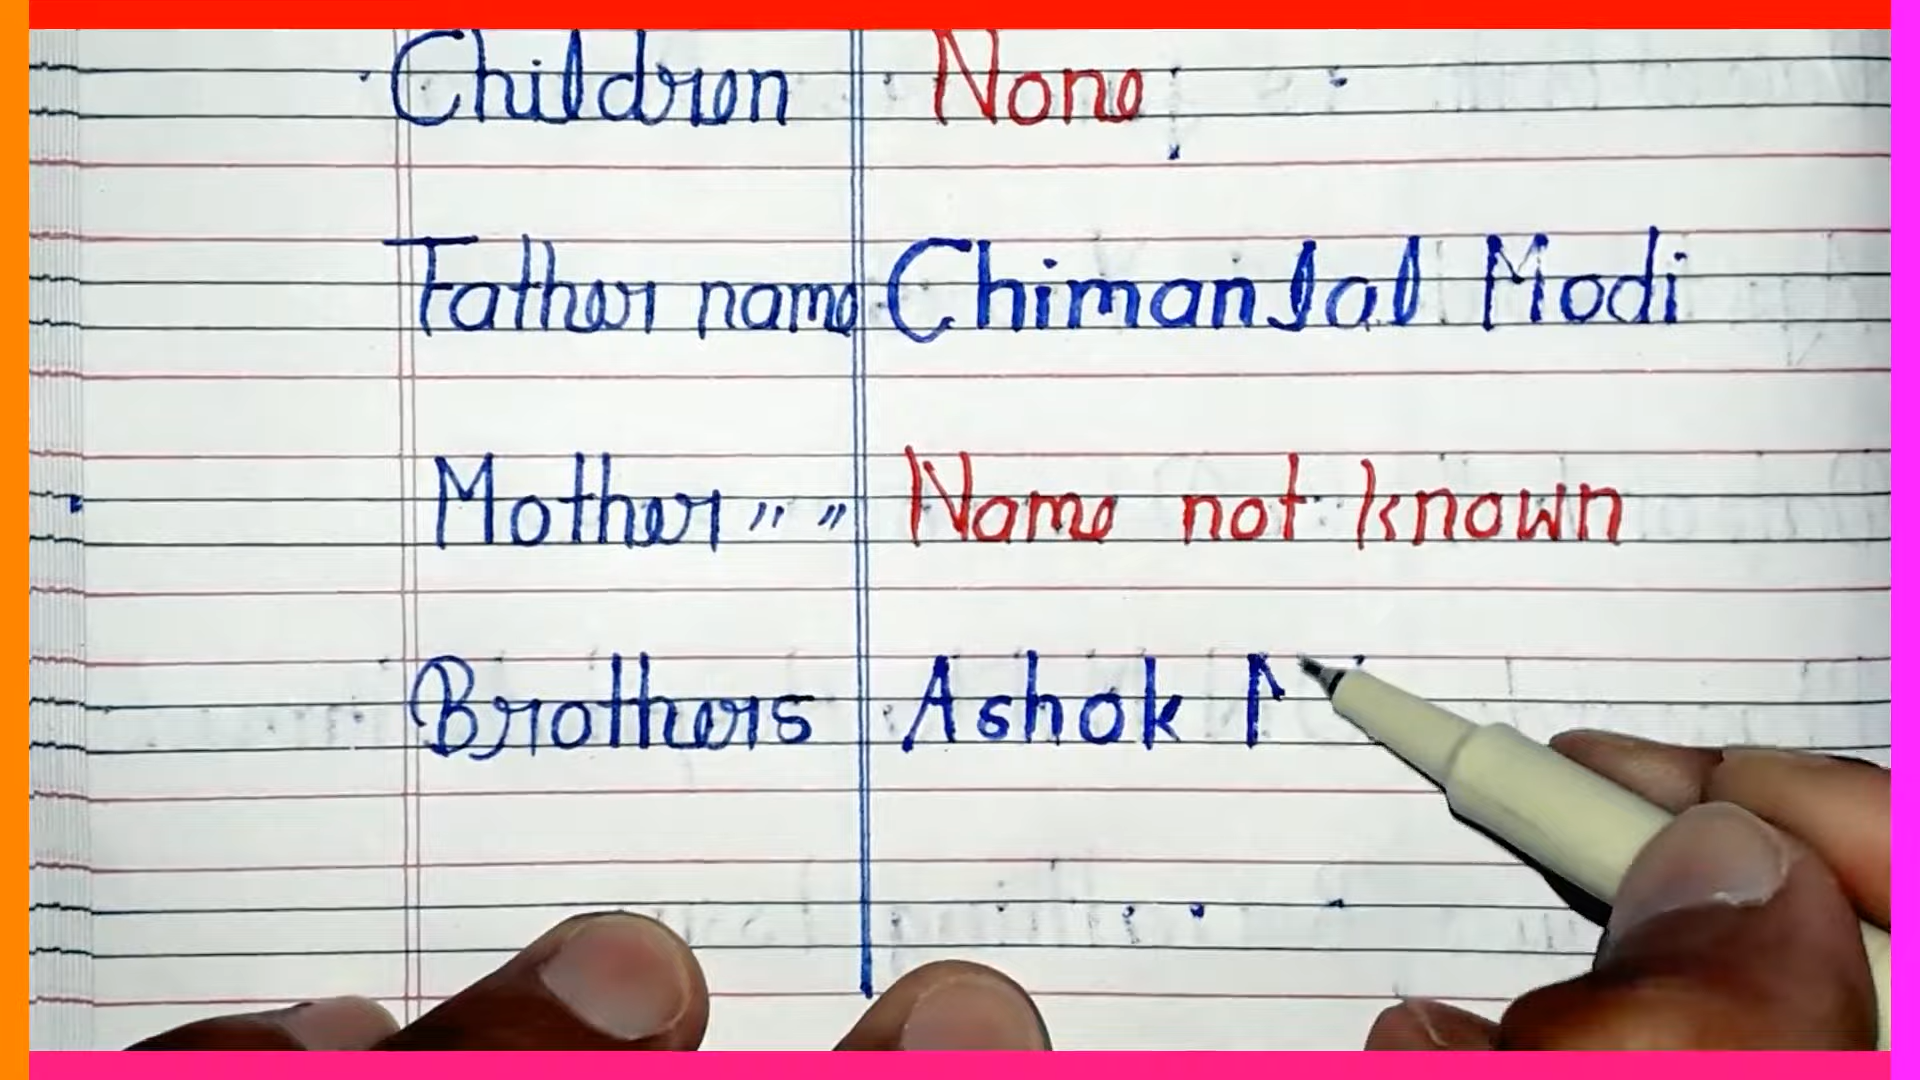 Children None
Father name Chimanlal Modi
Mother " " Name not known
Brothers Ashok